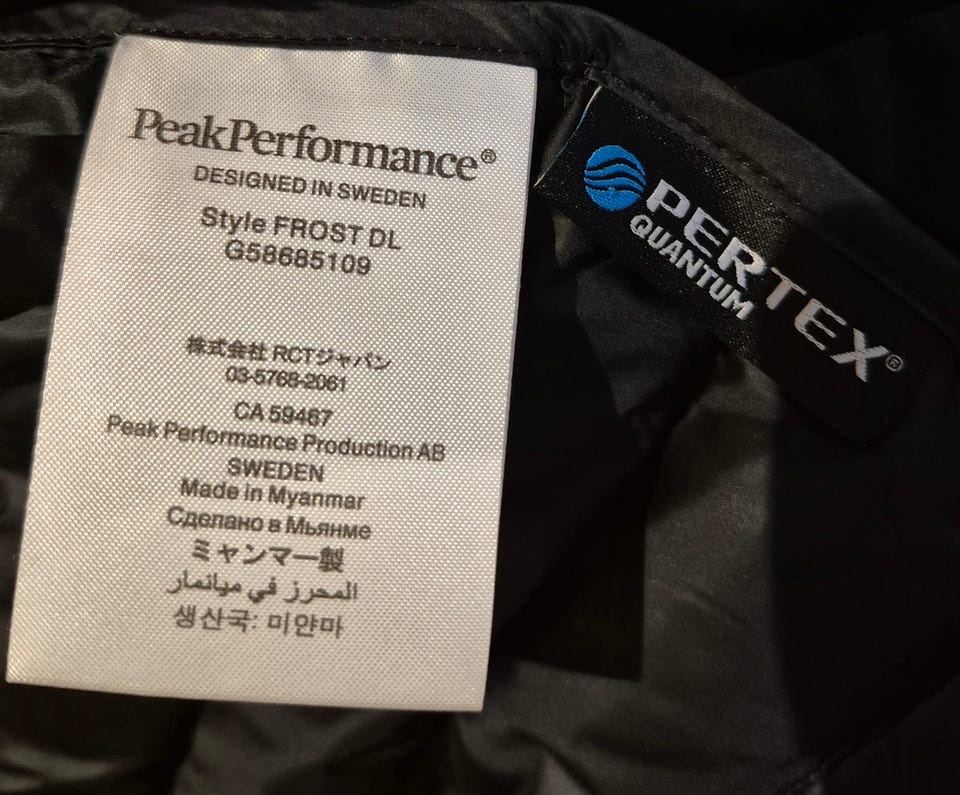 PeakPerformance®
DESIGNED IN SWEDEN
Style FROST DL
G58685109
株式会社 RCTジャパン
03-5768-2061
CA 59467
Peak Performance Production AB
SWEDEN
Made in Myanmar
Сделано в Мьянме
ミャンマー製
المحرز في ميانمار
생산국: 미얀마
PERTEX®
QUANTUM